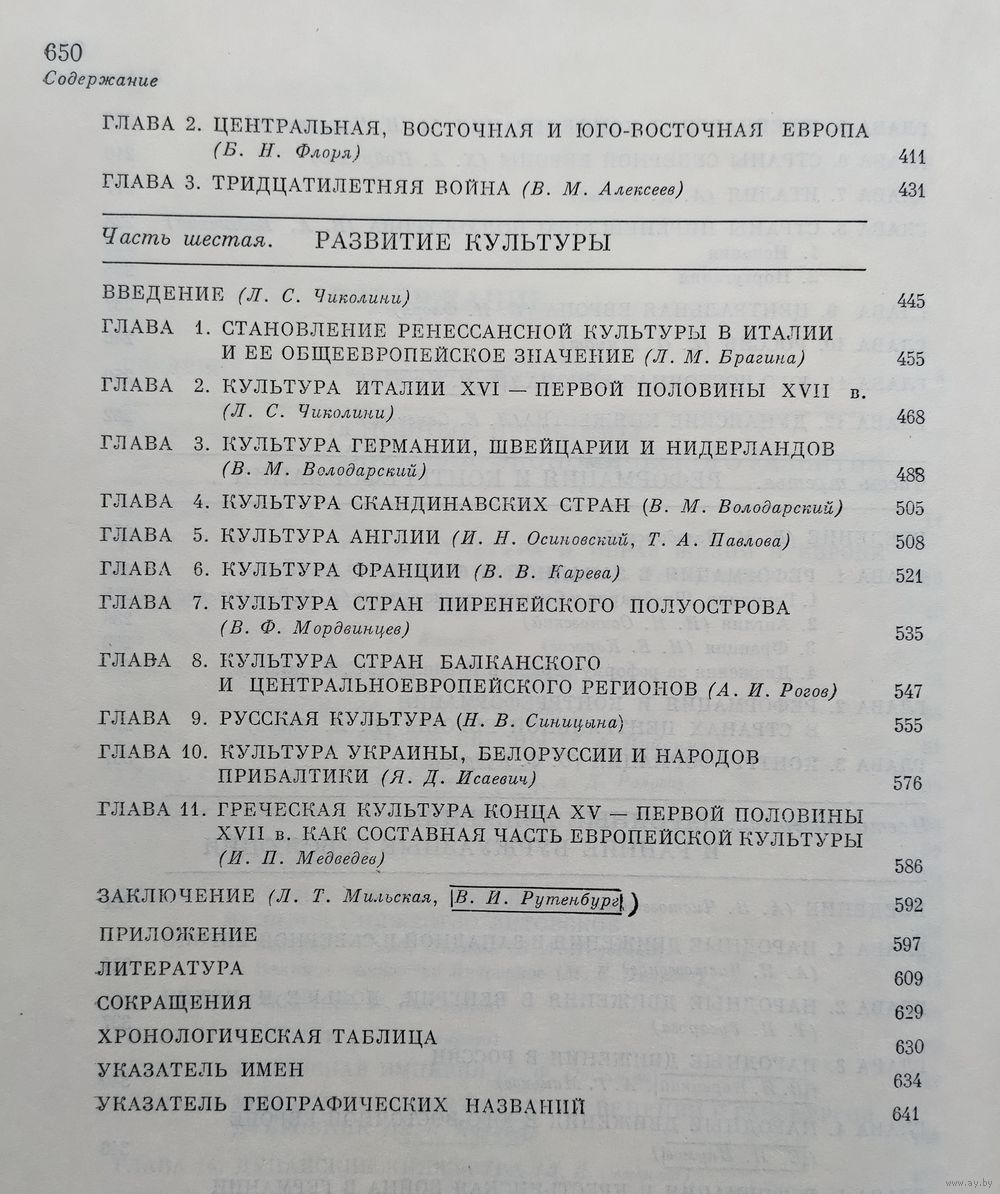 650
Содержание
ГЛАВА 2. ЦЕНТРАЛЬНАЯ, ВОСТОЧНАЯ И ЮГО-ВОСТОЧНАЯ ЕВРОПА
(Б. Н. Флоря) 411
ГЛАВА 3. ТРИДЦАТИЛЕТНЯЯ ВОЙНА (В. М. Алексеев) 431
Часть шестая. РАЗВИТИЕ КУЛЬТУРЫ
ВВЕДЕНИЕ (Л. С. Чиколини) 445
ГЛАВА 1. СТАНОВЛЕНИЕ РЕНЕССАНСНОЙ КУЛЬТУРЫ В ИТАЛИИ
И ЕЕ ОБЩЕЕВРОПЕЙСКОЕ ЗНАЧЕНИЕ (Л. М. Брагина) 455
ГЛАВА 2. КУЛЬТУРА ИТАЛИИ XVI — ПЕРВОЙ ПОЛОВИНЫ XVII в.
(Л. С. Чиколини) 468
ГЛАВА 3. КУЛЬТУРА ГЕРМАНИИ, ШВЕЙЦАРИИ И НИДЕРЛАНДОВ
(В. М. Володарский) 488
ГЛАВА 4. КУЛЬТУРА СКАНДИНАВСКИХ СТРАН (В. М. Володарский) 505
ГЛАВА 5. КУЛЬТУРА АНГЛИИ (И. Н. Осиновский, Т. А. Павлова) 508
ГЛАВА 6. КУЛЬТУРА ФРАНЦИИ (В. В. Карева) 521
ГЛАВА 7. КУЛЬТУРА СТРАН ПИРЕНЕЙСКОГО ПОЛУОСТРОВА
(В. Ф. Мордвинцев) 535
ГЛАВА 8. КУЛЬТУРА СТРАН БАЛКАНСКОГО
И ЦЕНТРАЛЬНОЕВРОПЕЙСКОГО РЕГИОНОВ (А. И. Рогов) 547
ГЛАВА 9. РУССКАЯ КУЛЬТУРА (Н. В. Синицына) 555
ГЛАВА 10. КУЛЬТУРА УКРАИНЫ, БЕЛОРУССИИ И НАРОДОВ
ПРИБАЛТИКИ (Я. Д. Исаевич) 576
ГЛАВА 11. ГРЕЧЕСКАЯ КУЛЬТУРА КОНЦА XV — ПЕРВОЙ ПОЛОВИНЫ
XVII в. КАК СОСТАВНАЯ ЧАСТЬ ЕВРОПЕЙСКОЙ КУЛЬТУРЫ
(И. П. Медведев) 586
ЗАКЛЮЧЕНИЕ (Л. Т. Мильская, В. И. Рутенбург) 592
ПРИЛОЖЕНИЕ 597
ЛИТЕРАТУРА 609
СОКРАЩЕНИЯ 629
ХРОНОЛОГИЧЕСКАЯ ТАБЛИЦА 630
УКАЗАТЕЛЬ ИМЕН 634
УКАЗАТЕЛЬ ГЕОГРАФИЧЕСКИХ НАЗВАНИЙ 641
www.ay.by